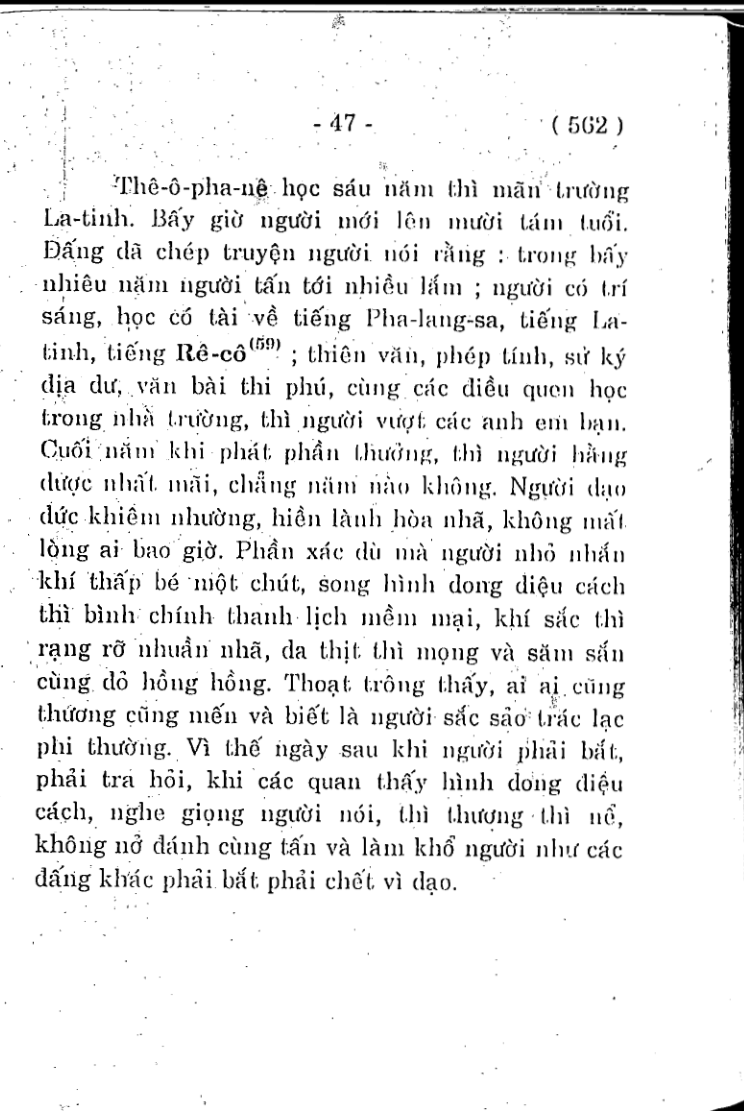 - 47 - ( 562 )
Thê-ô-pha-nê học sáu năm thì mãn trường
La-tinh. Bấy giờ người mới lên mười tám tuổi.
Đấng đã chép truyện người nói rằng : trong bấy
nhiêu năm người tấn tới nhiều lắm ; người có trí
sáng, học có tài về tiếng Pha-lang-sa, tiếng La-
tinh, tiếng Rê-cô(59) ; thiên văn, phép tính, sử ký
địa dư, văn bài thi phú, cùng các điều quen học
trong nhà trường, thì người vượt các anh em bạn.
Cuối năm khi phát phần thưởng, thì người hằng
được nhất mãi, chẳng năm nào không. Người đạo
đức khiêm nhường, hiền lành hòa nhã, không mất
lòng ai bao giờ. Phần xác dù mà người nhỏ nhắn
khí thấp bé một chút, song hình dong điệu cách
thì bình chính thanh lịch mềm mại, khí sắc thì
rạng rỡ nhuần nhã, da thịt thì mọng và săm sắn
cùng đỏ hồng hồng. Thoạt trông thấy, ai ai cũng
thương cũng mến và biết là người sắc sảo trác lạc
phi thường. Vì thế ngày sau khi người phải bắt,
phải tra hỏi, khi các quan thấy hình dong điệu
cách, nghe giọng người nói, thì thương thì nể,
không nở đánh cùng tấn và làm khổ người như các
đấng khác phải bắt phải chết vì đạo.